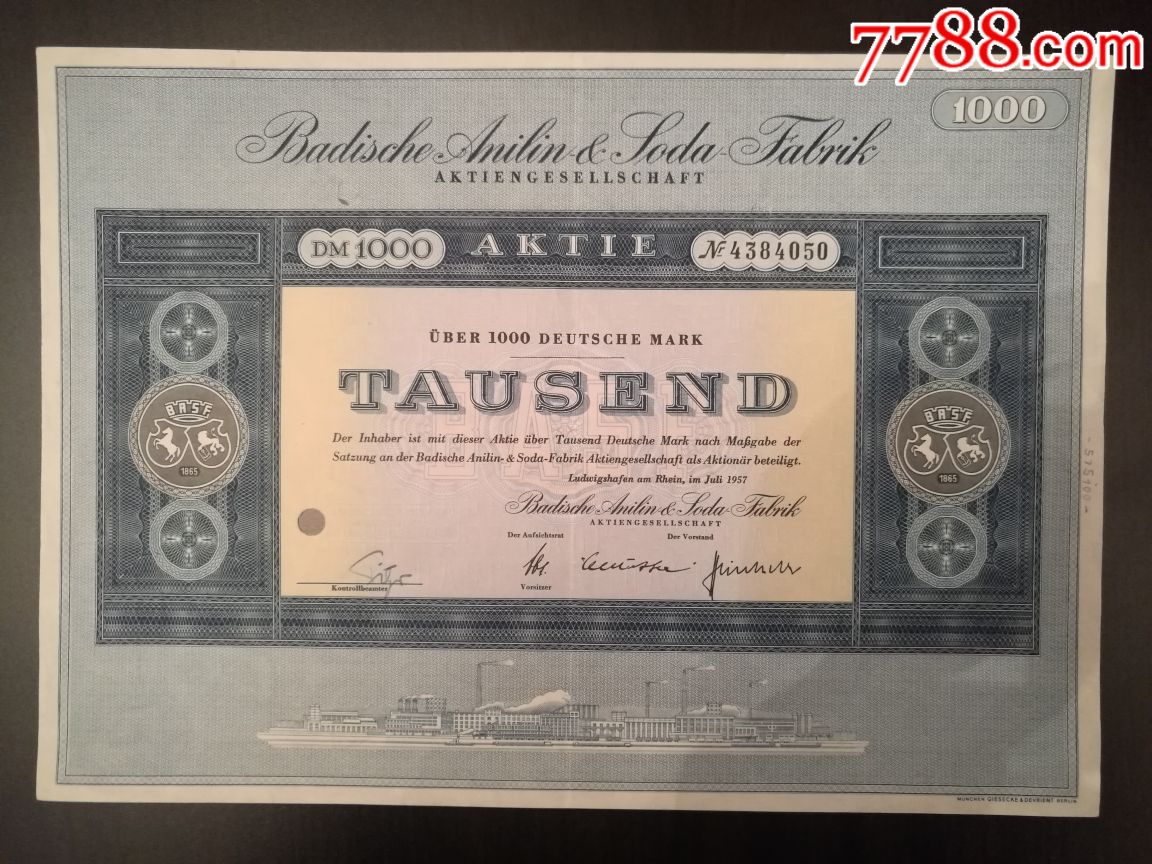 7788.com
1000
Badische Anilin- & Soda-Fabrik
AKTIENGESELLSCHAFT
DM 1000 AKTIE Nr 4384050
ÜBER 1000 DEUTSCHE MARK
TAUSEND
Der Inhaber ist mit dieser Aktie über Tausend Deutsche Mark nach Maßgabe der
Satzung an der Badische Anilin- & Soda-Fabrik Aktiengesellschaft als Aktionär beteiligt.
Ludwigshafen am Rhein, im Juli 1957
Badische Anilin- & Soda-Fabrik
AKTIENGESELLSCHAFT
Der Aufsichtsrat Der Vorstand
Kontrollbeamter Vorsitzer
BASF
1865
BASF
1865
BASF
MÜNCHEN GIESECKE & DEVRIENT BERLIN